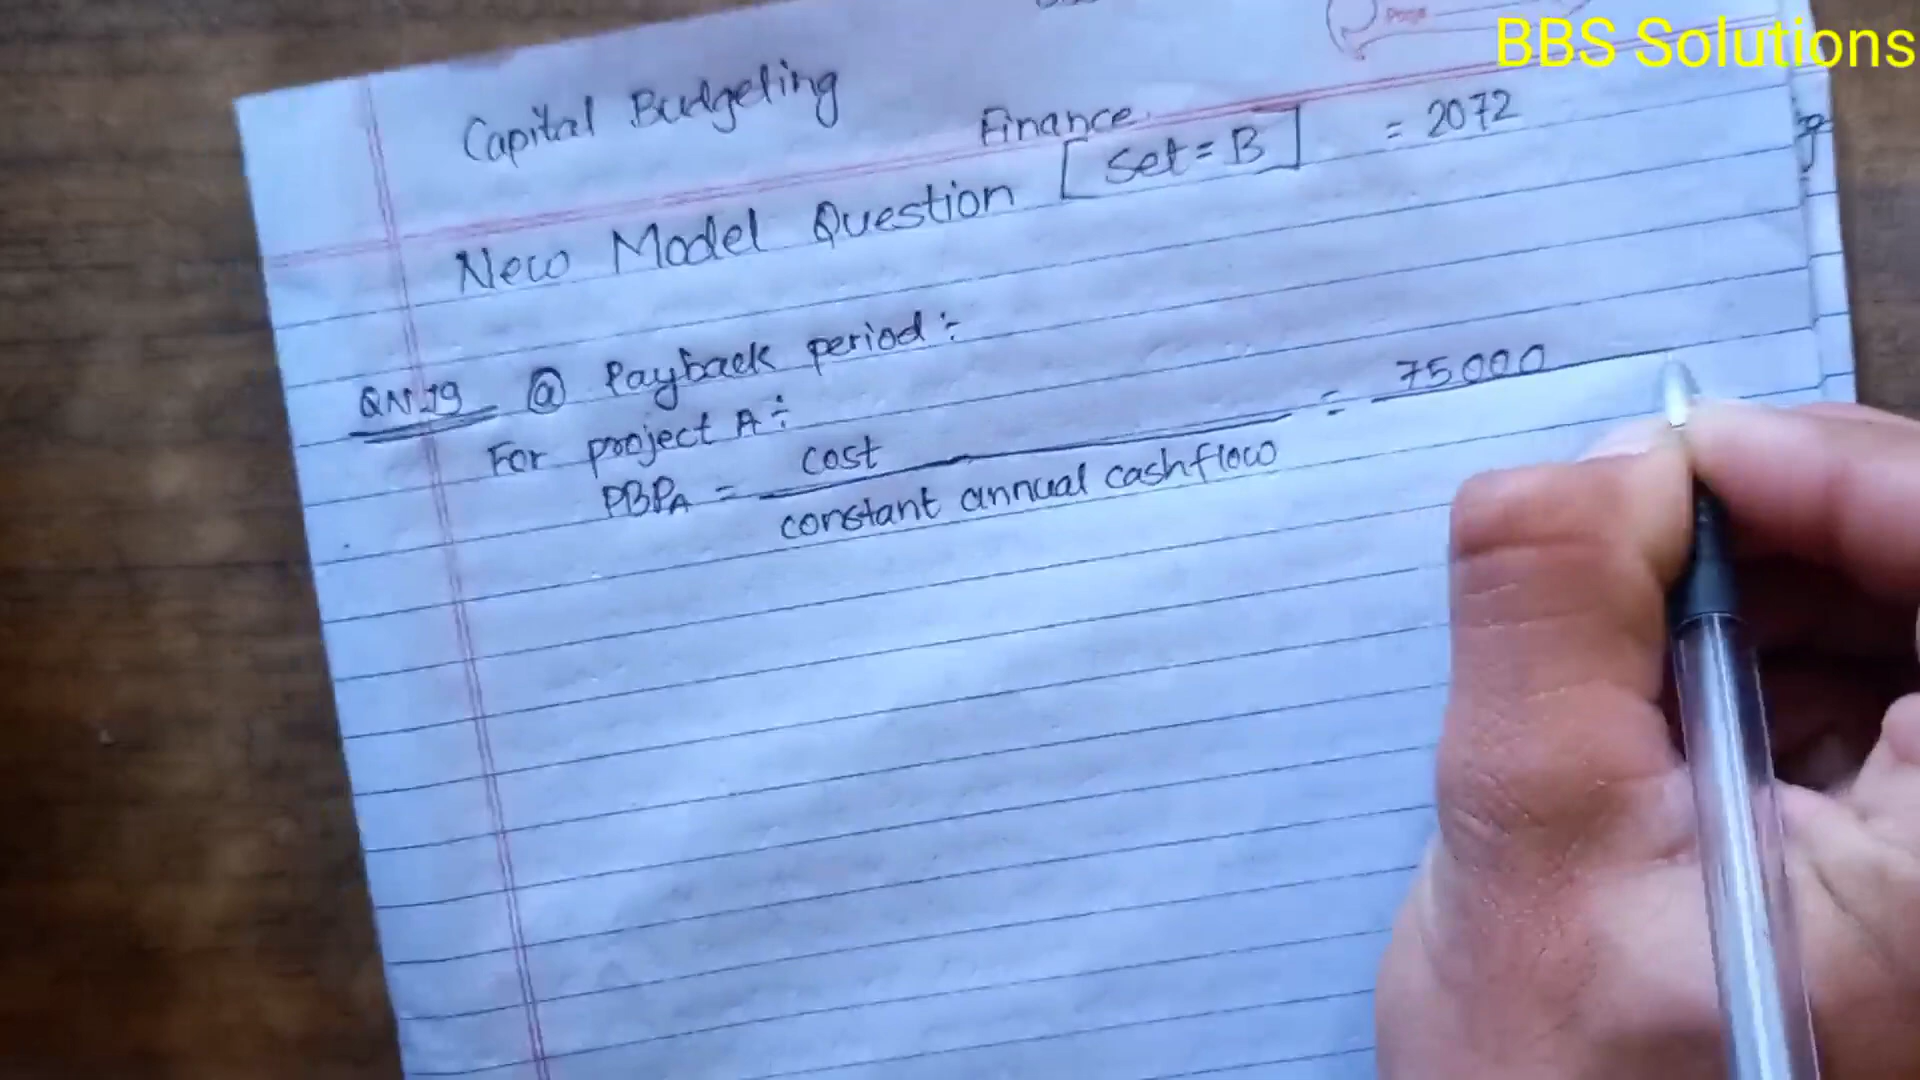 BBS Solutions
Page
Capital Budgeting
Finance
New Model Question [Set=B] = 2072
QN.19 @ Payback period:-
For project A:-
PBPA = cost = 75000
constant annual cashflow